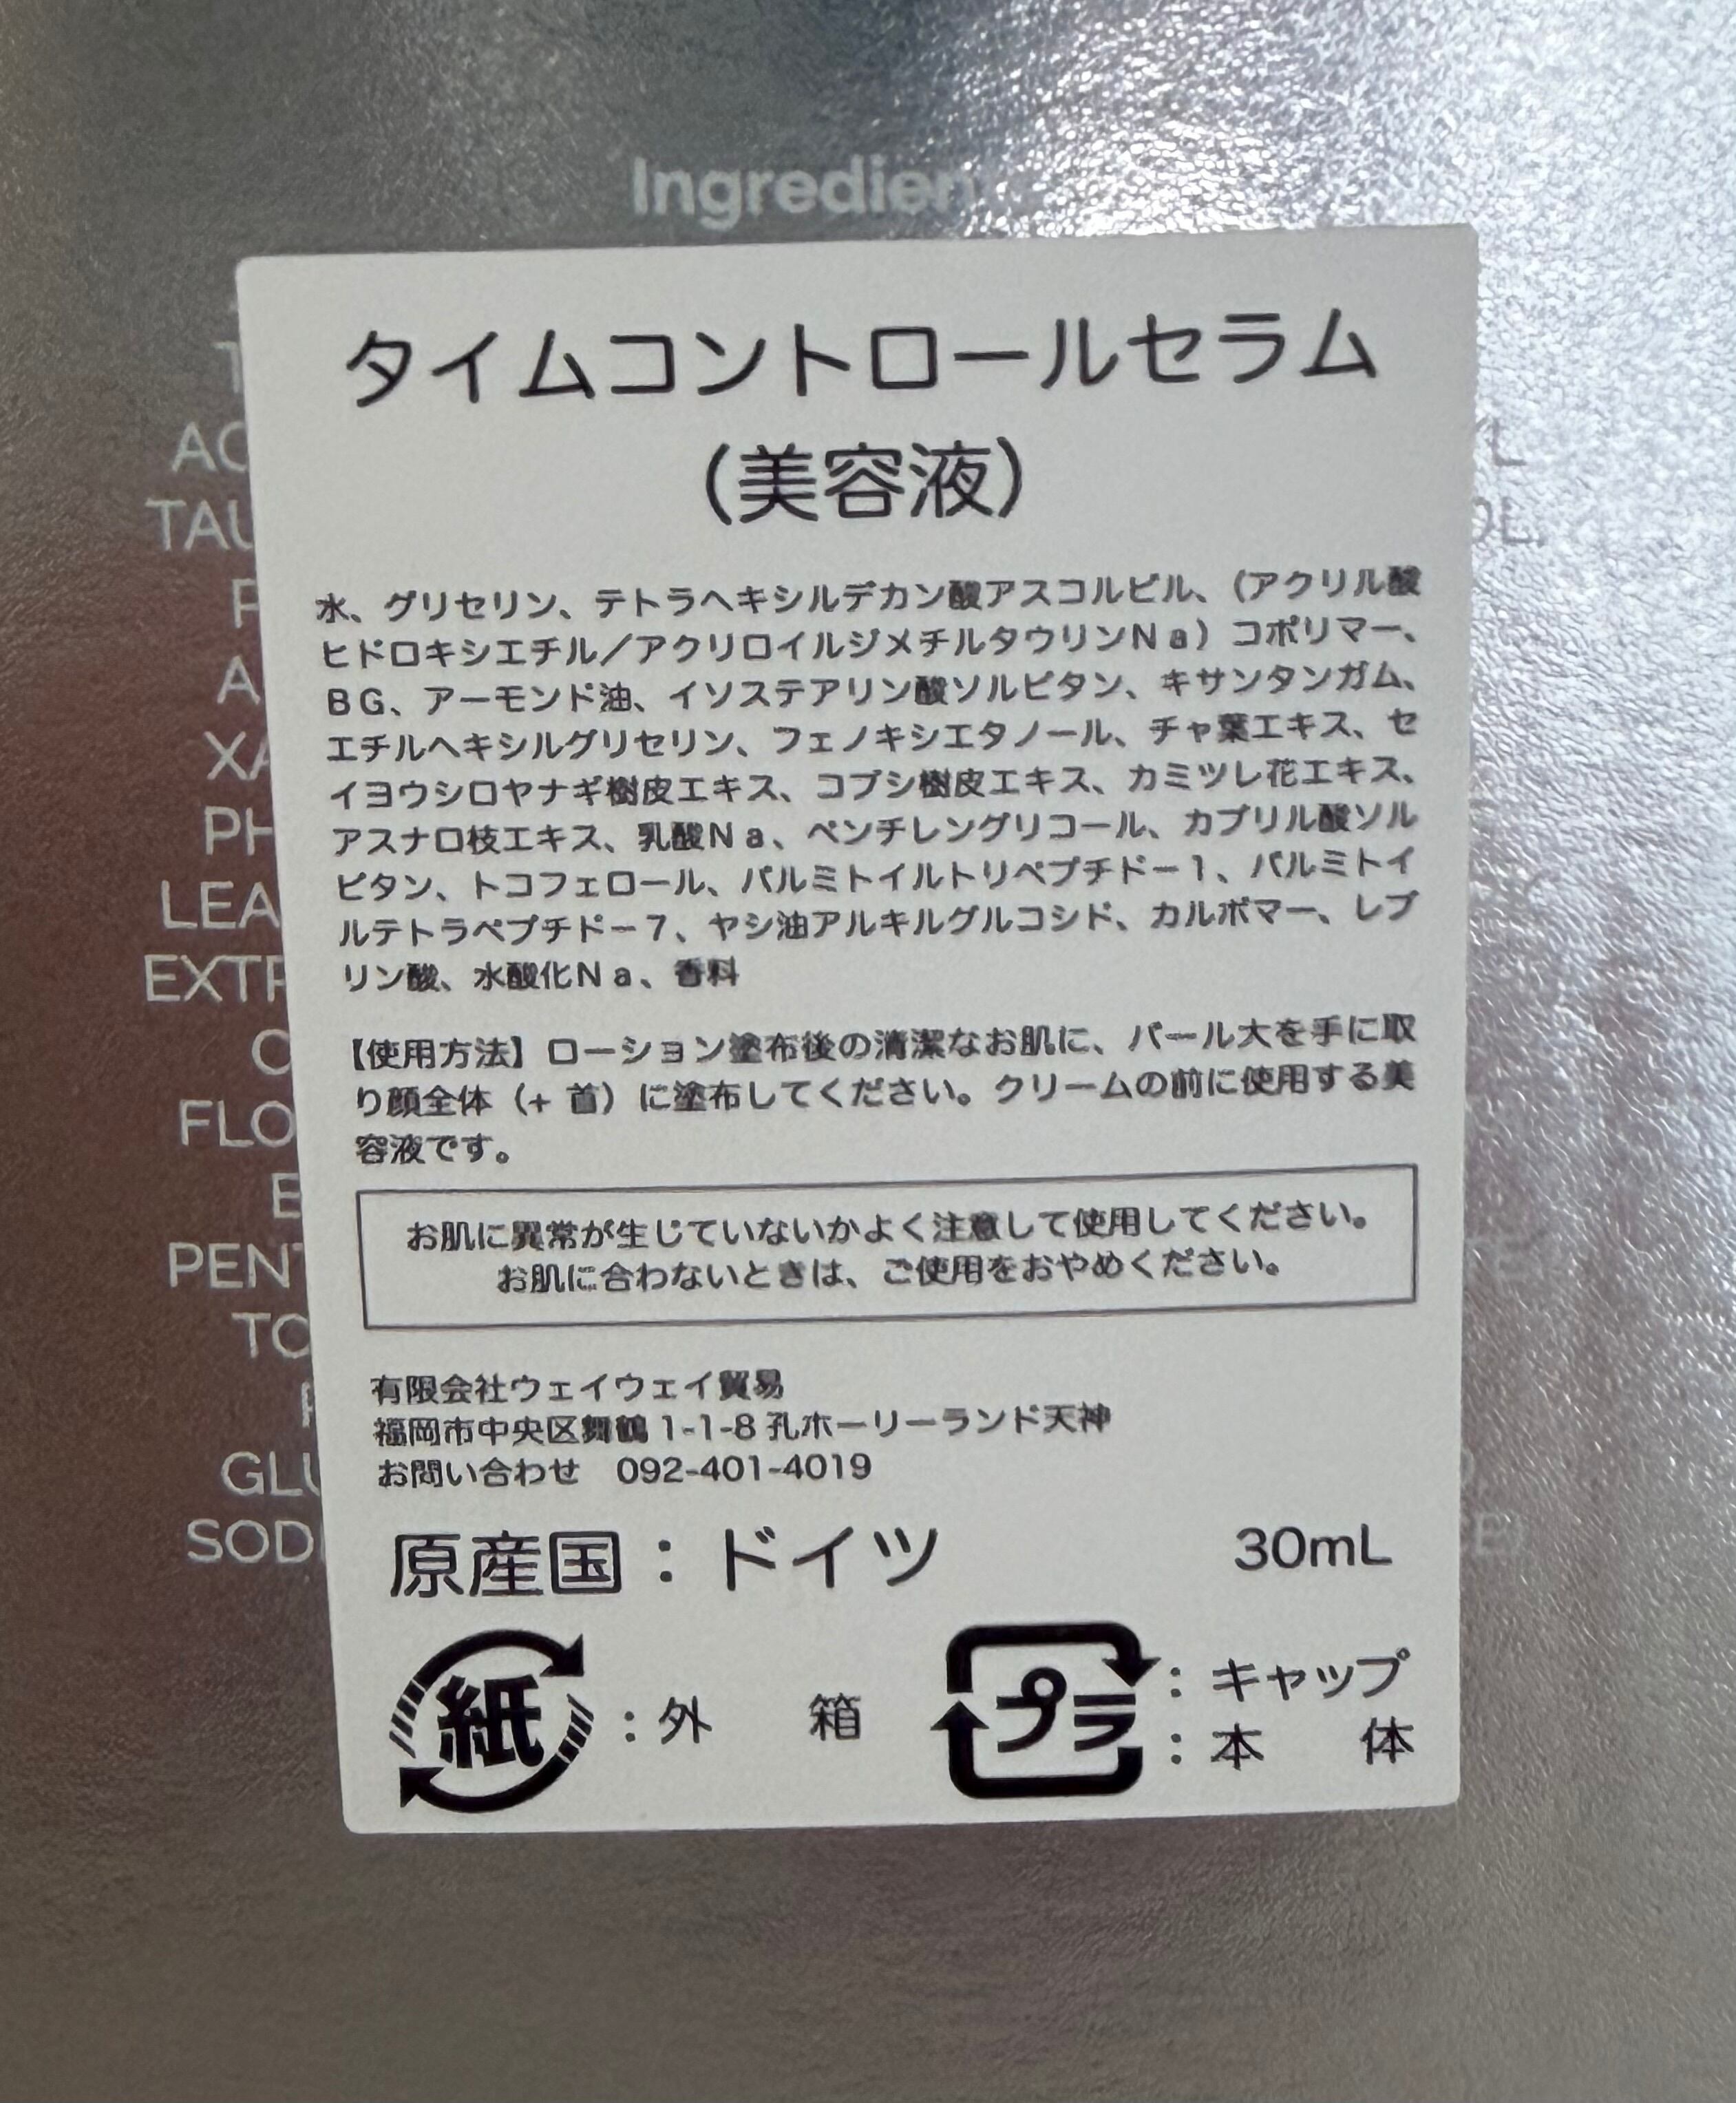 Ingredien
タイムコントロールセラム
（美容液）
水、グリセリン、テトラヘキシルデカン酸アスコルビル、（アクリル酸
ヒドロキシエチル／アクリロイルジメチルタウリンＮａ）コポリマー、
ＢＧ、アーモンド油、イソステアリン酸ソルビタン、キサンタンガム、
エチルヘキシルグリセリン、フェノキシエタノール、チャ葉エキス、セ
イヨウシロヤナギ樹皮エキス、コブシ樹皮エキス、カミツレ花エキス、
アスナロ枝エキス、乳酸Ｎａ、ペンチレングリコール、カプリル酸ソル
ビタン、トコフェロール、パルミトイルトリペプチドー１、パルミトイ
ルテトラペプチドー７、ヤシ油アルキルグルコシド、カルボマー、レブ
リン酸、水酸化Ｎａ、香料
【使用方法】ローション塗布後の清潔なお肌に、パール大を手に取
り顔全体（+ 首）に塗布してください。クリームの前に使用する美
容液です。
お肌に異常が生じていないかよく注意して使用してください。
お肌に合わないときは、ご使用をおやめください。
有限会社ウェイウェイ貿易
福岡市中央区舞鶴 1-1-8 孔ホーリーランド天神
お問い合わせ　092-401-4019
原産国：ドイツ 30mL
紙：外　箱 プラ：キャップ
：本　体
AC
TAU
XA
PH
LEA
EXTR
FLO
PENT
TO
GLU
SODI